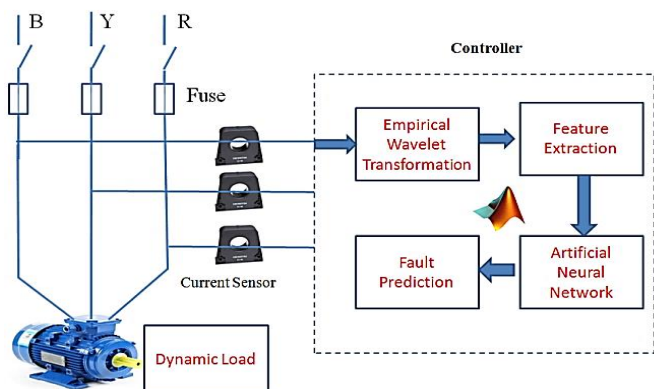 B
Y
R
Fuse
Controller
Empirical
Wavelet
Transformation
Feature
Extraction
Current Sensor
Fault
Prediction
Artificial
Neural
Network
Dynamic Load